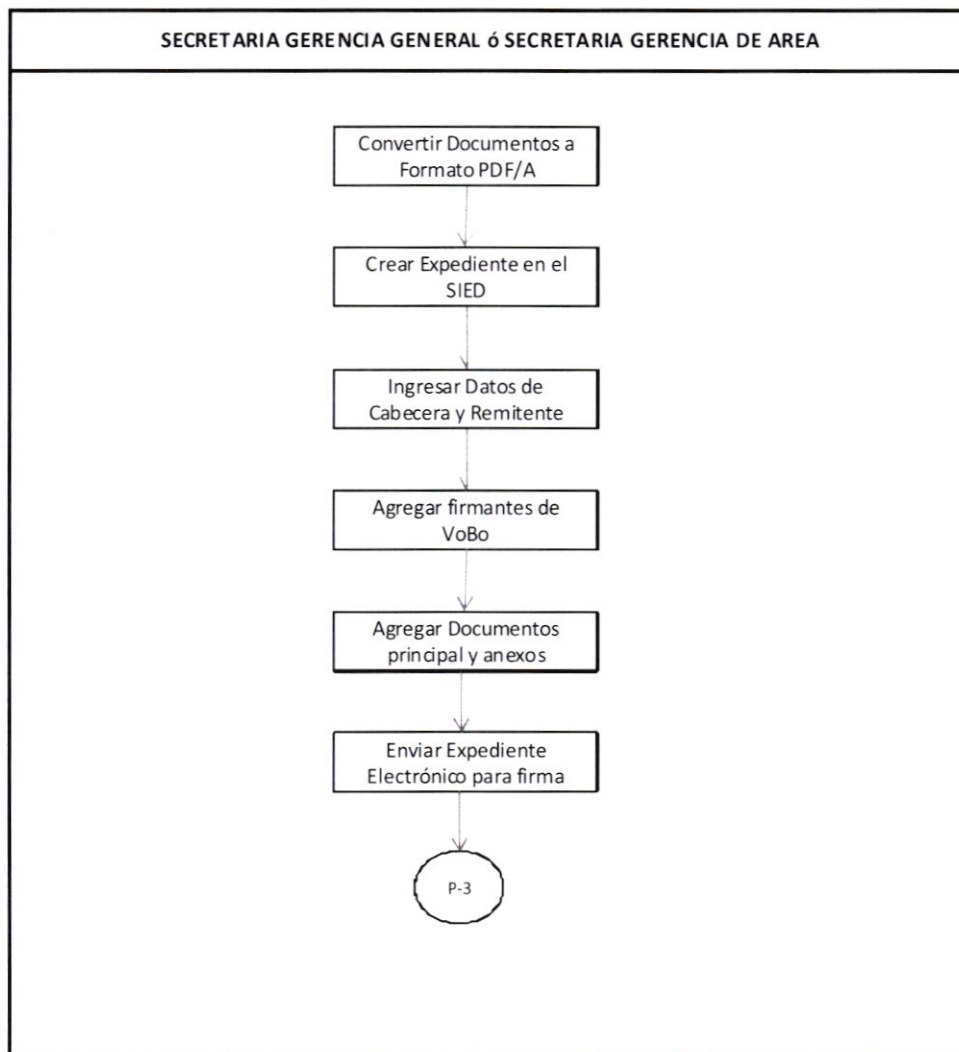 SECRETARIA GERENCIA GENERAL ó SECRETARIA GERENCIA DE AREA
Convertir Documentos a
Formato PDF/A
Crear Expediente en el
SIED
Ingresar Datos de
Cabecera y Remitente
Agregar firmantes de
VoBo
Agregar Documentos
principal y anexos
Enviar Expediente
Electrónico para firma
P-3